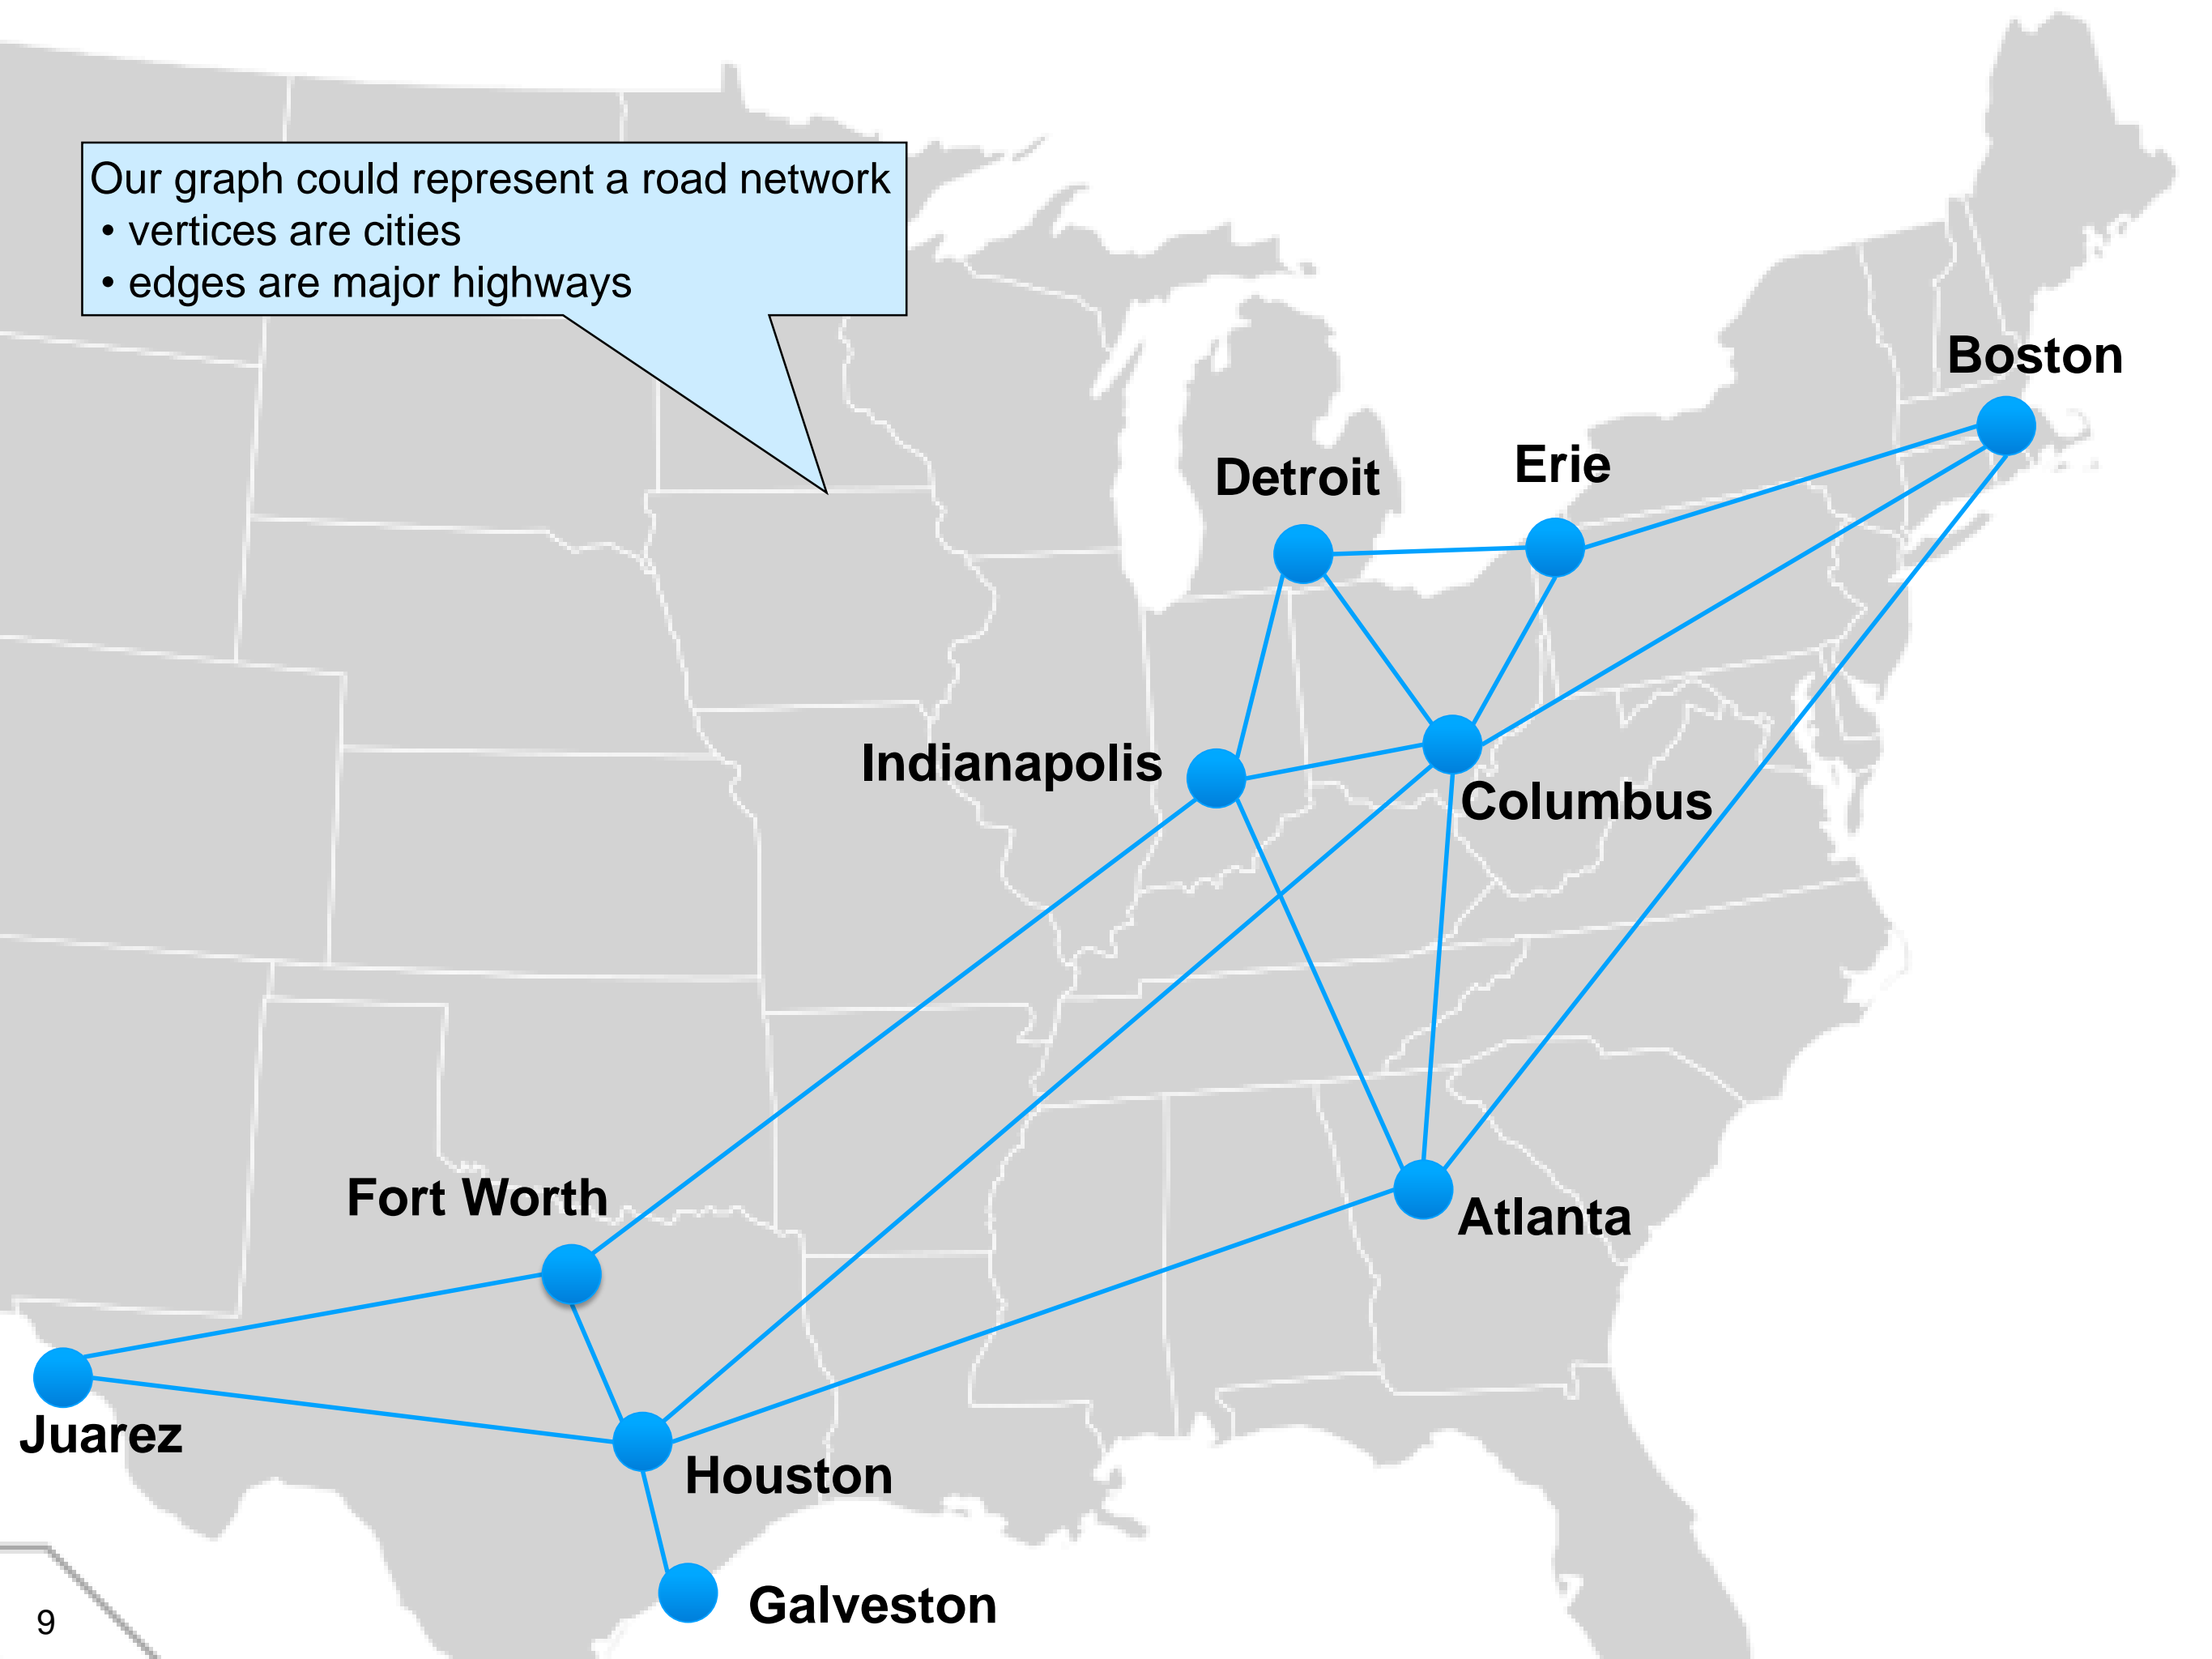 Our graph could represent a road network
• vertices are cities
• edges are major highways
Boston
Erie
Detroit
Indianapolis
Columbus
Fort Worth
Atlanta
Juarez
Houston
Galveston
9